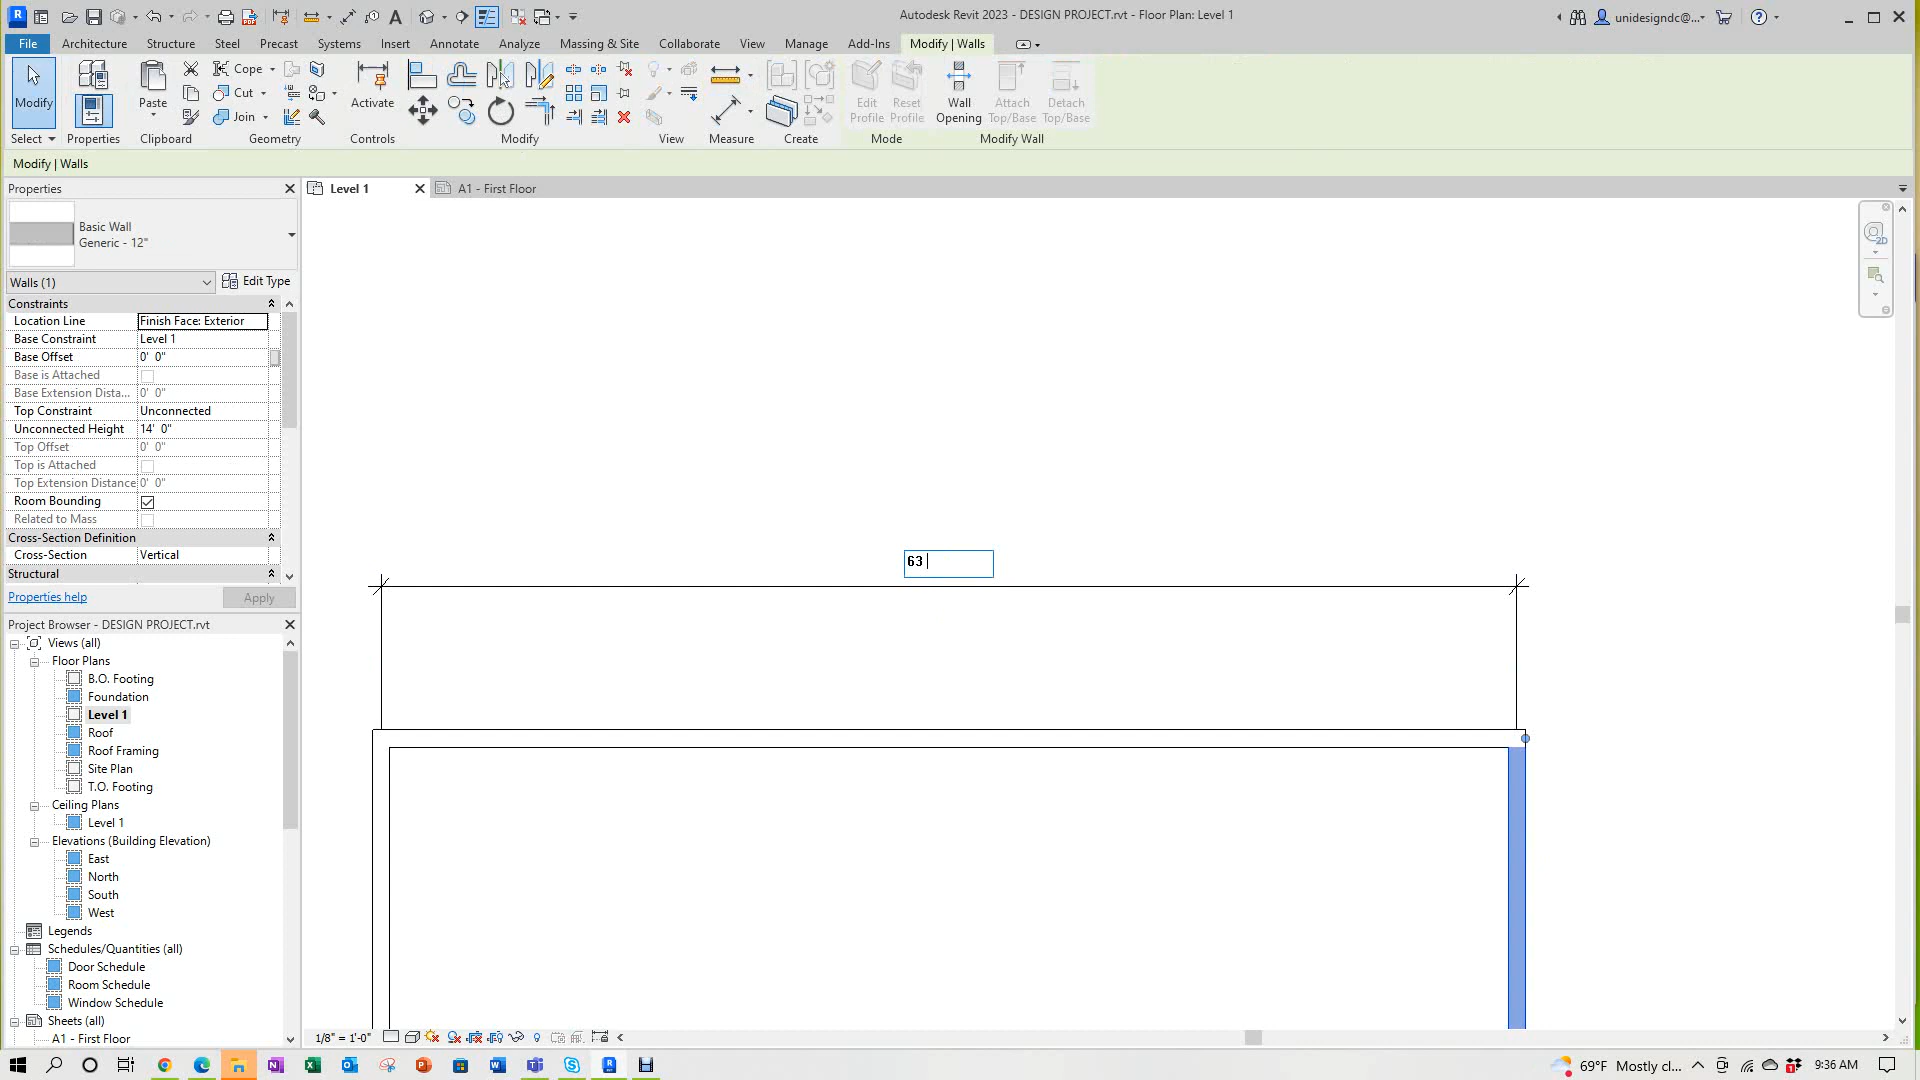 Autodesk Revit 2023 - DESIGN PROJECT.rvt - Floor Plan: Level 1
unidesigndc@...
File Architecture Structure Steel Precast Systems Insert Annotate Analyze Massing & Site Collaborate View Manage Add-Ins Modify | Walls
Modify
Paste
Cope
Cut
Join
Activate
Edit Profile
Reset Profile
Wall Opening
Attach Top/Base
Detach Top/Base
Select Properties Clipboard Geometry Controls Modify View Measure Create Mode Modify Wall
Modify | Walls
Properties
Level 1
A1 - First Floor
Basic Wall
Generic - 12"
Walls (1)
Edit Type
Constraints
Location Line Finish Face: Exterior
Base Constraint Level 1
Base Offset 0' 0"
Base is Attached
Base Extension Dista... 0' 0"
Top Constraint Unconnected
Unconnected Height 14' 0"
Top Offset 0' 0"
Top is Attached
Top Extension Distance 0' 0"
Room Bounding
Related to Mass
Cross-Section Definition
Cross-Section Vertical
Structural
Properties help
Apply
63
Project Browser - DESIGN PROJECT.rvt
Views (all)
Floor Plans
B.O. Footing
Foundation
Level 1
Roof
Roof Framing
Site Plan
T.O. Footing
Ceiling Plans
Level 1
Elevations (Building Elevation)
East
North
South
West
Legends
Schedules/Quantities (all)
Door Schedule
Room Schedule
Window Schedule
Sheets (all)
A1 - First Floor
1/8" = 1'-0"
69°F Mostly cl...
9:36 AM